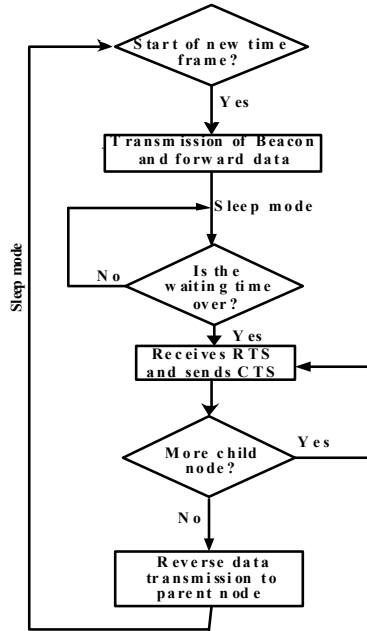 Start of new time
frame?
Yes
Transmission of Beacon
and forward data
Sleep mode
No
Is the
waiting time
over?
Yes
Receives RTS
and sends CTS
More child
node?
Yes
No
Reverse data
transmission to
parent node
Sleep mode